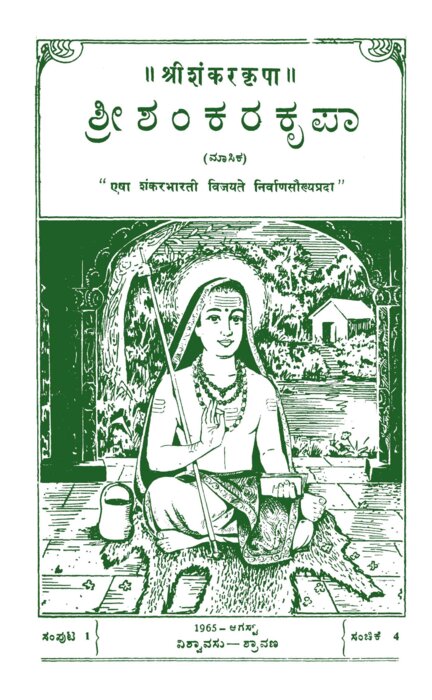 ॥ श्री शंकरकृपा ॥
ಶ್ರೀ ಶಂಕರಕೃಪಾ
(ಮಾಸಿಕ)
“ एषा शंकरभारती विजयते निर्वाणसौख्यप्रदा ”
ಸಂಪುಟ 1
1965 — ಆಗಸ್ಟ್
ವಿಶ್ವಾವಸು — ಶ್ರಾವಣ
ಸಂಚಿಕೆ 4